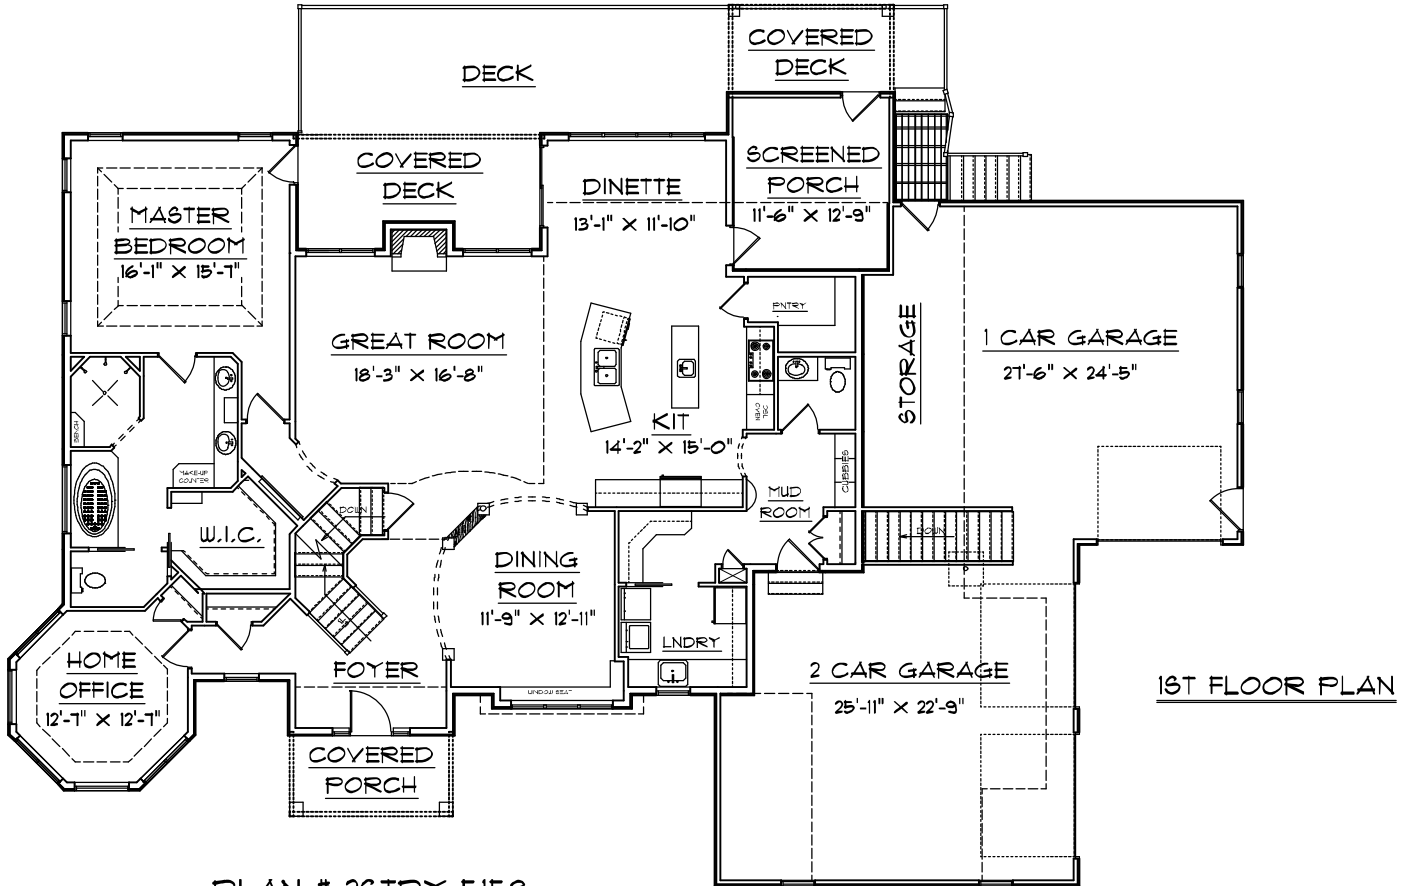 COVERED
DECK
DECK
COVERED
DECK
SCREENED
PORCH
11'-6" X 12'-9"
DINETTE
13'-1" X 11'-10"
MASTER
BEDROOM
16'-1" X 15'-7"
PNTRY
GREAT ROOM
18'-3" X 16'-8"
STORAGE
1 CAR GARAGE
27'-6" X 24'-5"
DBL
OVEN
KIT
14'-2" X 15'-0"
BENCH
MAKE-UP
COUNTER
CUBBIES
MUD
ROOM
DOWN
W.I.C.
DOWN
DINING
ROOM
11'-9" X 12'-11"
UP
LNDRY
HOME
OFFICE
12'-7" X 12'-7"
FOYER
2 CAR GARAGE
25'-11" X 22'-9"
1ST FLOOR PLAN
WINDOW SEAT
COVERED
PORCH